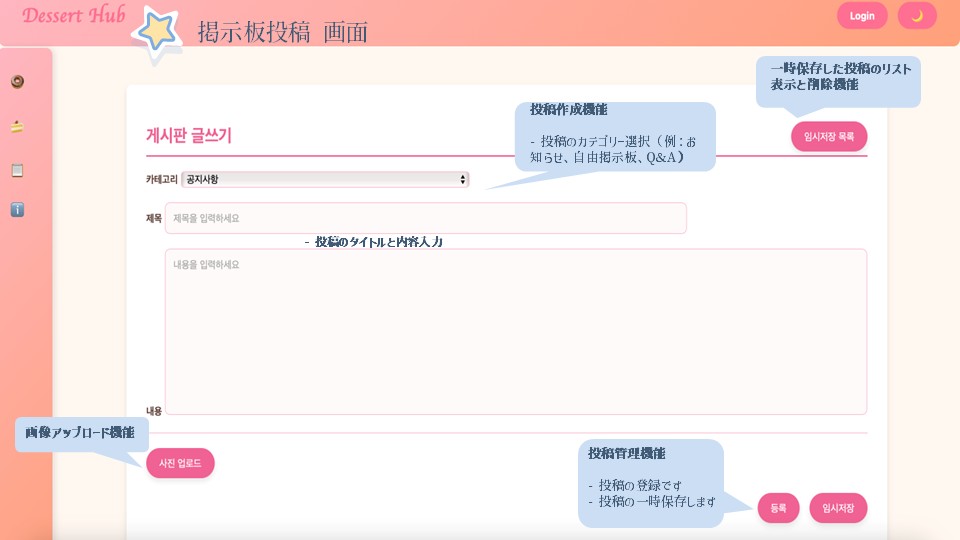 Dessert Hub
掲示板投稿 画面
Login
一時保存した投稿のリスト
表示と削除機能
投稿作成機能
- 投稿のカテゴリー選択（例：お
知らせ、自由掲示板、Q&A）
게시판 글쓰기
임시저장 목록
카테고리 공지사항
제목 제목을 입력하세요
- 投稿のタイトルと内容入力
내용을 입력하세요
내용
画像アップロード機能
사진 업로드
投稿管理機能
- 投稿の登録です
- 投稿の一時保存します
등록 임시저장